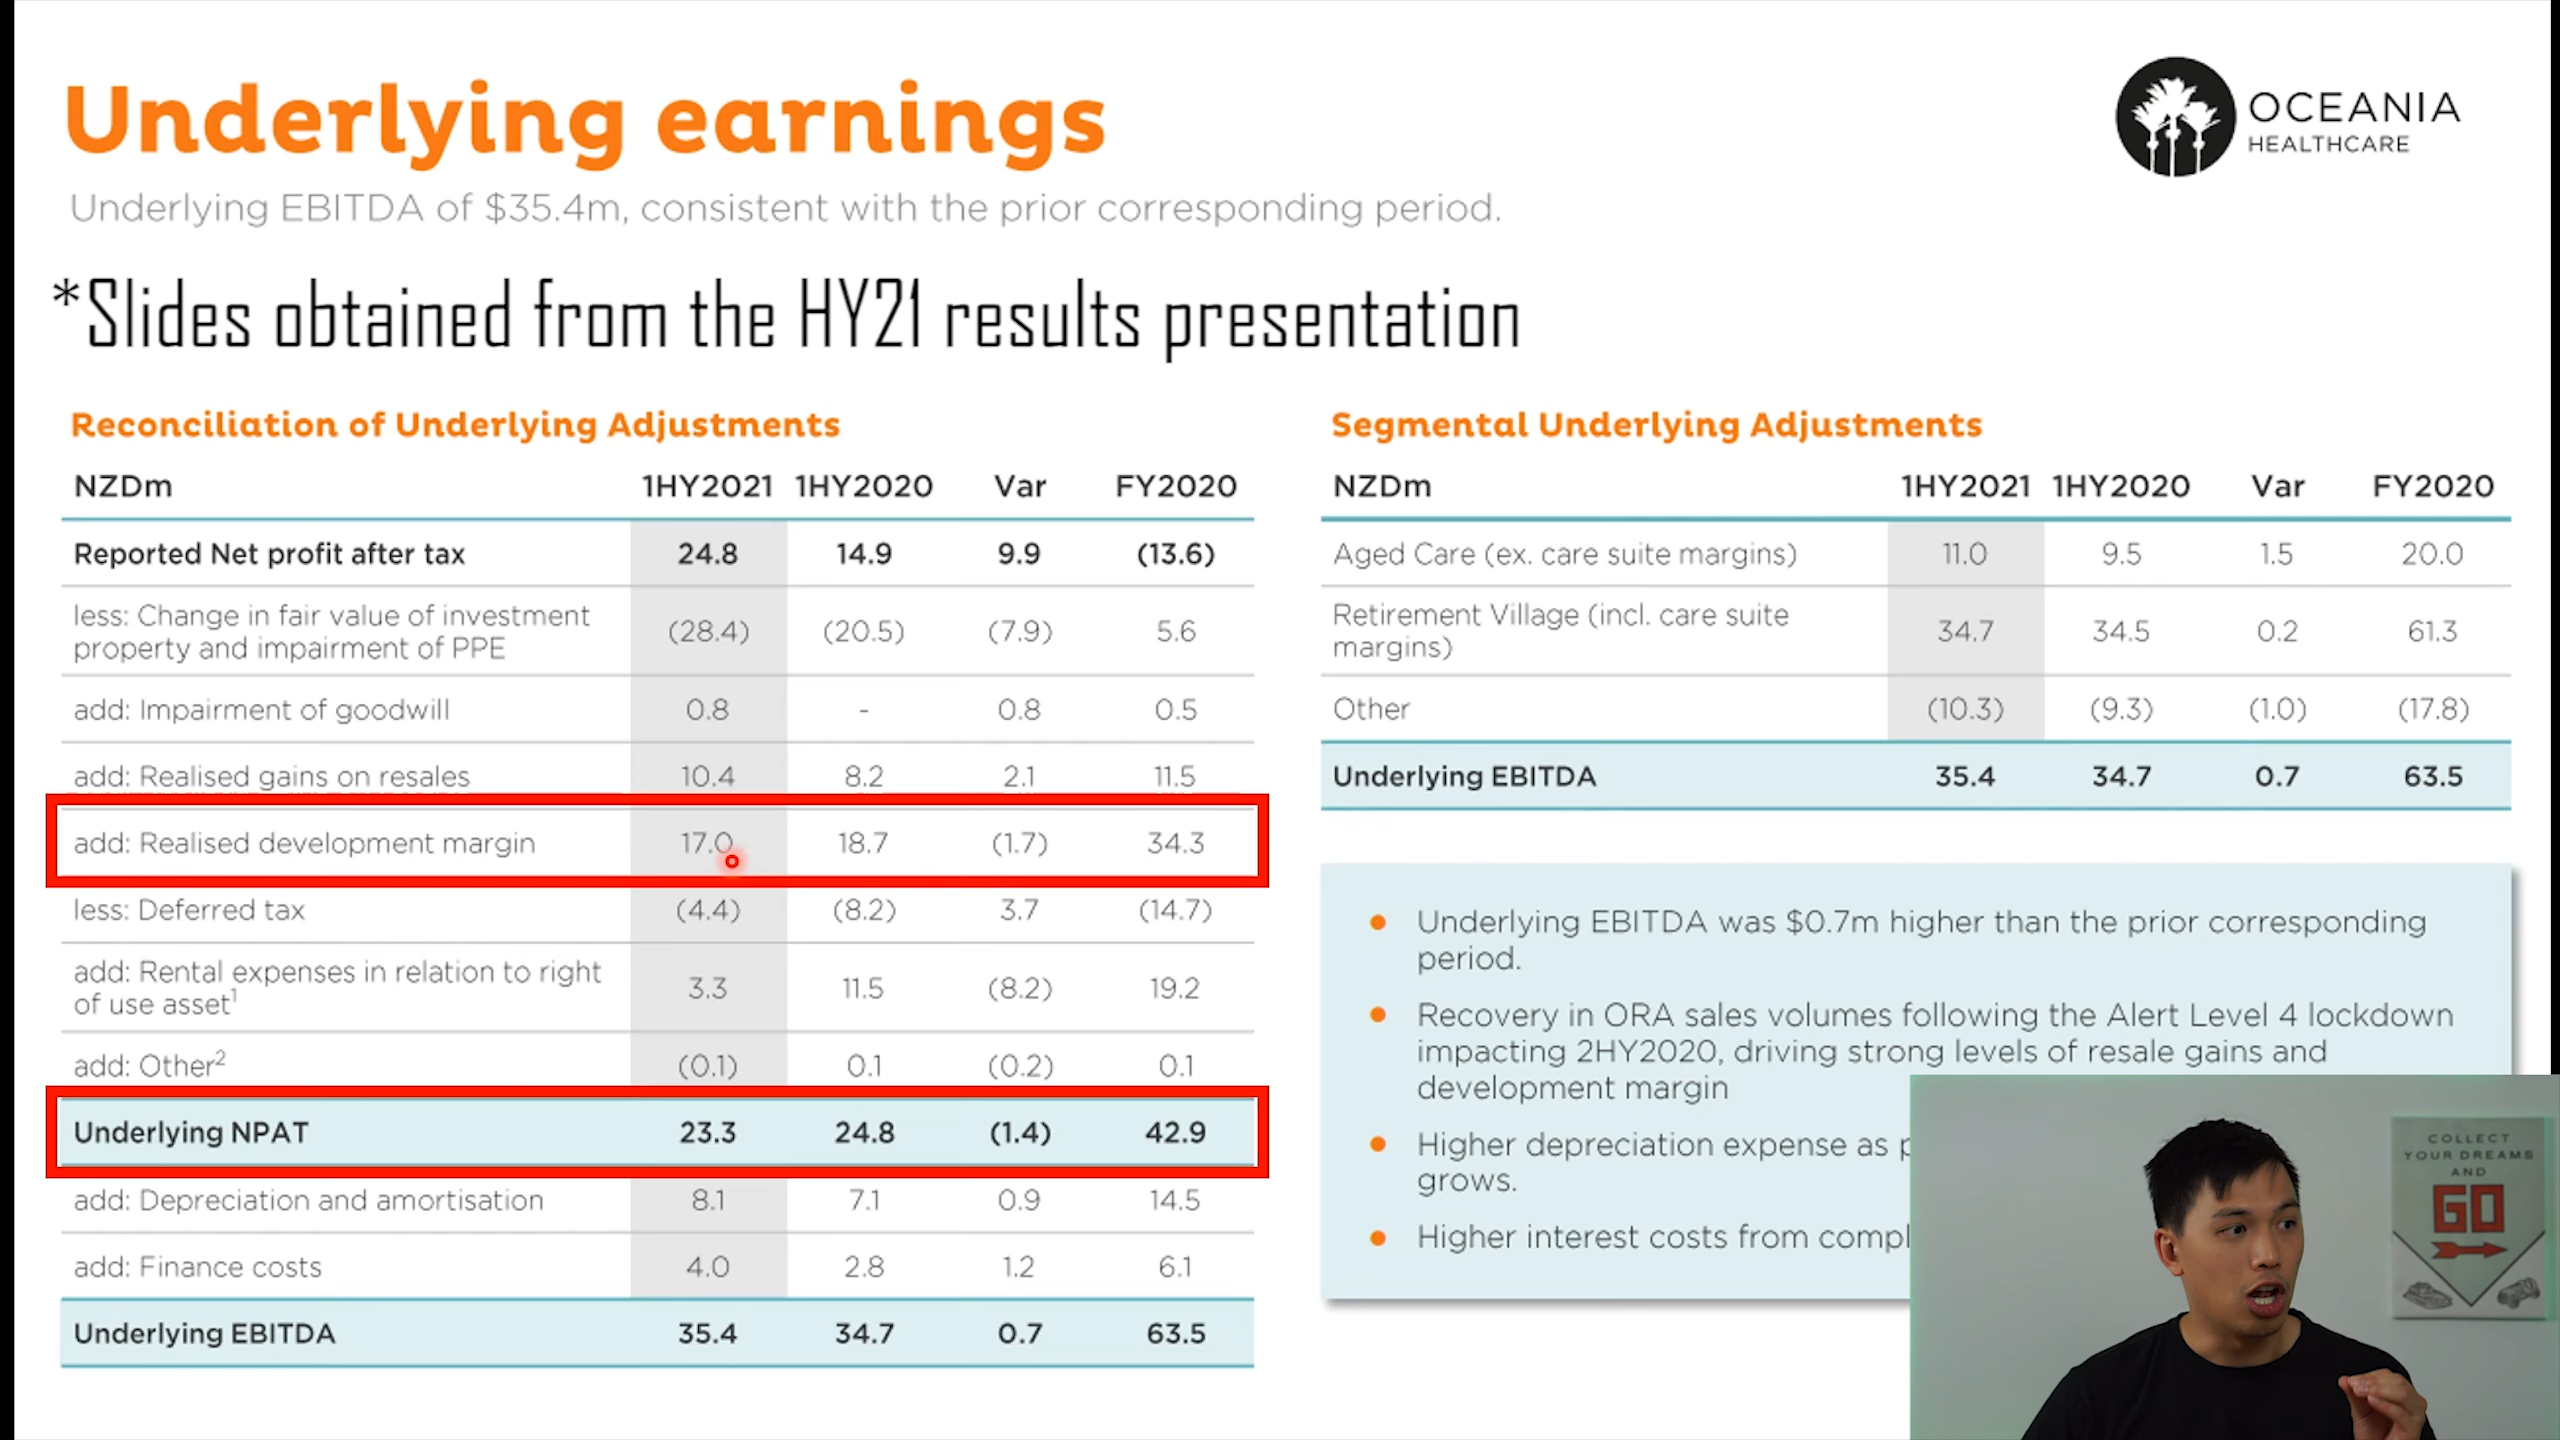 Underlying earnings
OCEANIA
HEALTHCARE
Underlying EBITDA of $35.4m, consistent with the prior corresponding period.
*Slides obtained from the HY21 results presentation
Reconciliation of Underlying Adjustments
NZDm 1HY2021 1HY2020 Var FY2020
Reported Net profit after tax 24.8 14.9 9.9 (13.6)
less: Change in fair value of investment
property and impairment of PPE (28.4) (20.5) (7.9) 5.6
add: Impairment of goodwill 0.8 - 0.8 0.5
add: Realised gains on resales 10.4 8.2 2.1 11.5
add: Realised development margin 17.0 18.7 (1.7) 34.3
less: Deferred tax (4.4) (8.2) 3.7 (14.7)
add: Rental expenses in relation to right
of use asset¹ 3.3 11.5 (8.2) 19.2
add: Other² (0.1) 0.1 (0.2) 0.1
Underlying NPAT 23.3 24.8 (1.4) 42.9
add: Depreciation and amortisation 8.1 7.1 0.9 14.5
add: Finance costs 4.0 2.8 1.2 6.1
Underlying EBITDA 35.4 34.7 0.7 63.5
Segmental Underlying Adjustments
NZDm 1HY2021 1HY2020 Var FY2020
Aged Care (ex. care suite margins) 11.0 9.5 1.5 20.0
Retirement Village (incl. care suite
margins) 34.7 34.5 0.2 61.3
Other (10.3) (9.3) (1.0) (17.8)
Underlying EBITDA 35.4 34.7 0.7 63.5
Underlying EBITDA was $0.7m higher than the prior corresponding
period.
Recovery in ORA sales volumes following the Alert Level 4 lockdown
impacting 2HY2020, driving strong levels of resale gains and
development margin
Higher depreciation expense as
grows.
Higher interest costs from
COLLECT
YOUR DREAMS
AND
GO